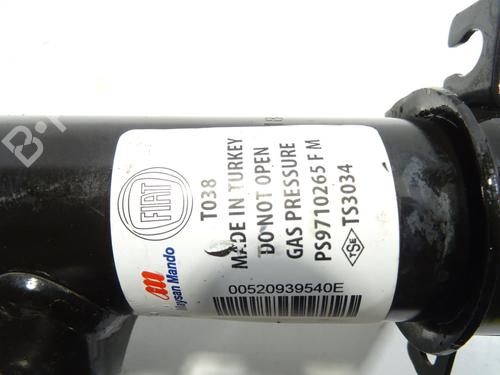 FIAT
T038
MADE IN TURKEY
DO NOT OPEN
GAS PRESSURE
PS9710265 F M
TSE TS3034
Maysan Mando
00520939540E